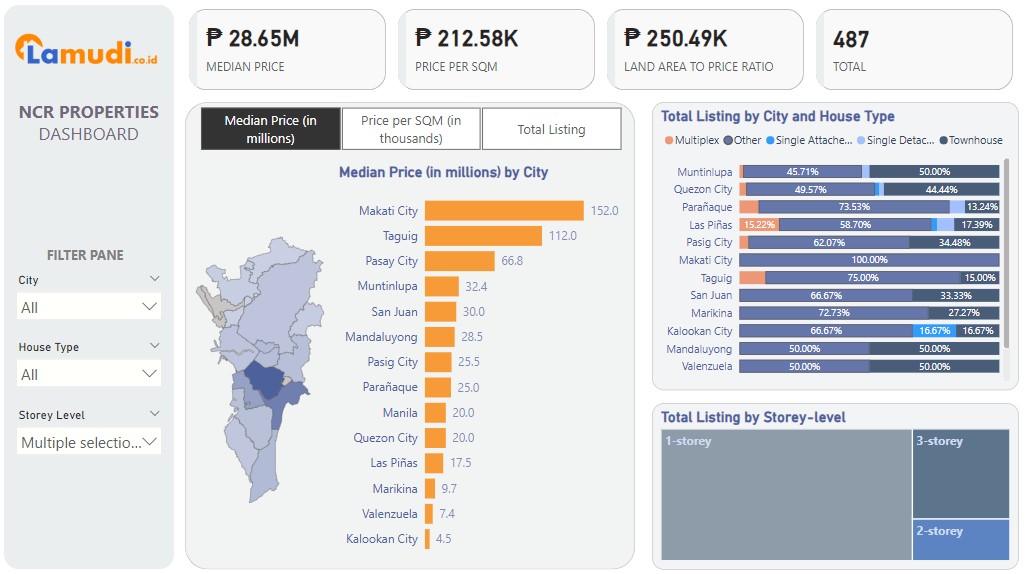 Lamudi.co.id
NCR PROPERTIES
DASHBOARD
FILTER PANE
City
All
House Type
All
Storey Level
Multiple selectio...
₱ 28.65M
MEDIAN PRICE
₱ 212.58K
PRICE PER SQM
₱ 250.49K
LAND AREA TO PRICE RATIO
487
TOTAL
Median Price (in
millions)
Price per SQM (in
thousands)
Total Listing
Median Price (in millions) by City
Makati City 152.0
Taguig 112.0
Pasay City 66.8
Muntinlupa 32.4
San Juan 30.0
Mandaluyong 28.5
Pasig City 25.5
Parañaque 25.0
Manila 20.0
Quezon City 20.0
Las Piñas 17.5
Marikina 9.7
Valenzuela 7.4
Kalookan City 4.5
Total Listing by City and House Type
Multiplex Other Single Attache... Single Detac... Townhouse
Muntinlupa 45.71% 50.00%
Quezon City 49.57% 44.44%
Parañaque 73.53% 13.24%
Las Piñas 15.22% 58.70% 17.39%
Pasig City 62.07% 34.48%
Makati City 100.00%
Taguig 75.00% 15.00%
San Juan 66.67% 33.33%
Marikina 72.73% 27.27%
Kalookan City 66.67% 16.67% 16.67%
Mandaluyong 50.00% 50.00%
Valenzuela 50.00% 50.00%
Total Listing by Storey-level
1-storey
3-storey
2-storey